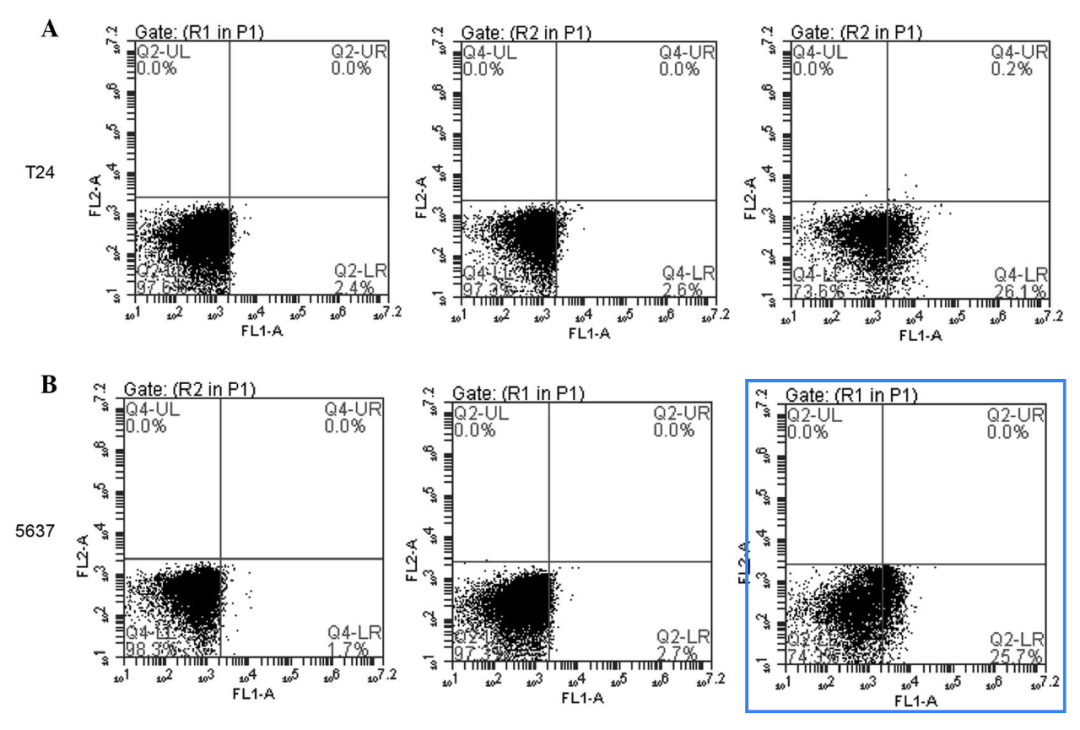 A
Gate: (R1 in P1)
Q2-UL
Q2-UR
0.0%
0.0%
Q2-LR
2.4%
FL2-A
FL1-A
Gate: (R2 in P1)
Q4-UL
Q4-UR
0.0%
0.0%
Q4-LR
2.6%
FL2-A
FL1-A
Gate: (R2 in P1)
Q4-UL
Q4-UR
0.0%
0.2%
Q4-LR
73.6%
26.1%
FL2-A
FL1-A
T24
B
Gate: (R2 in P1)
Q4-UL
Q4-UR
0.0%
0.0%
Q4-LR
98.3%
1.7%
FL2-A
FL1-A
Gate: (R1 in P1)
Q2-UL
Q2-UR
0.0%
0.0%
Q2-LR
2.7%
FL2-A
FL1-A
Gate: (R1 in P1)
Q2-UL
Q2-UR
0.0%
0.0%
Q2-LR
25.7%
FL2-A
FL1-A
5637